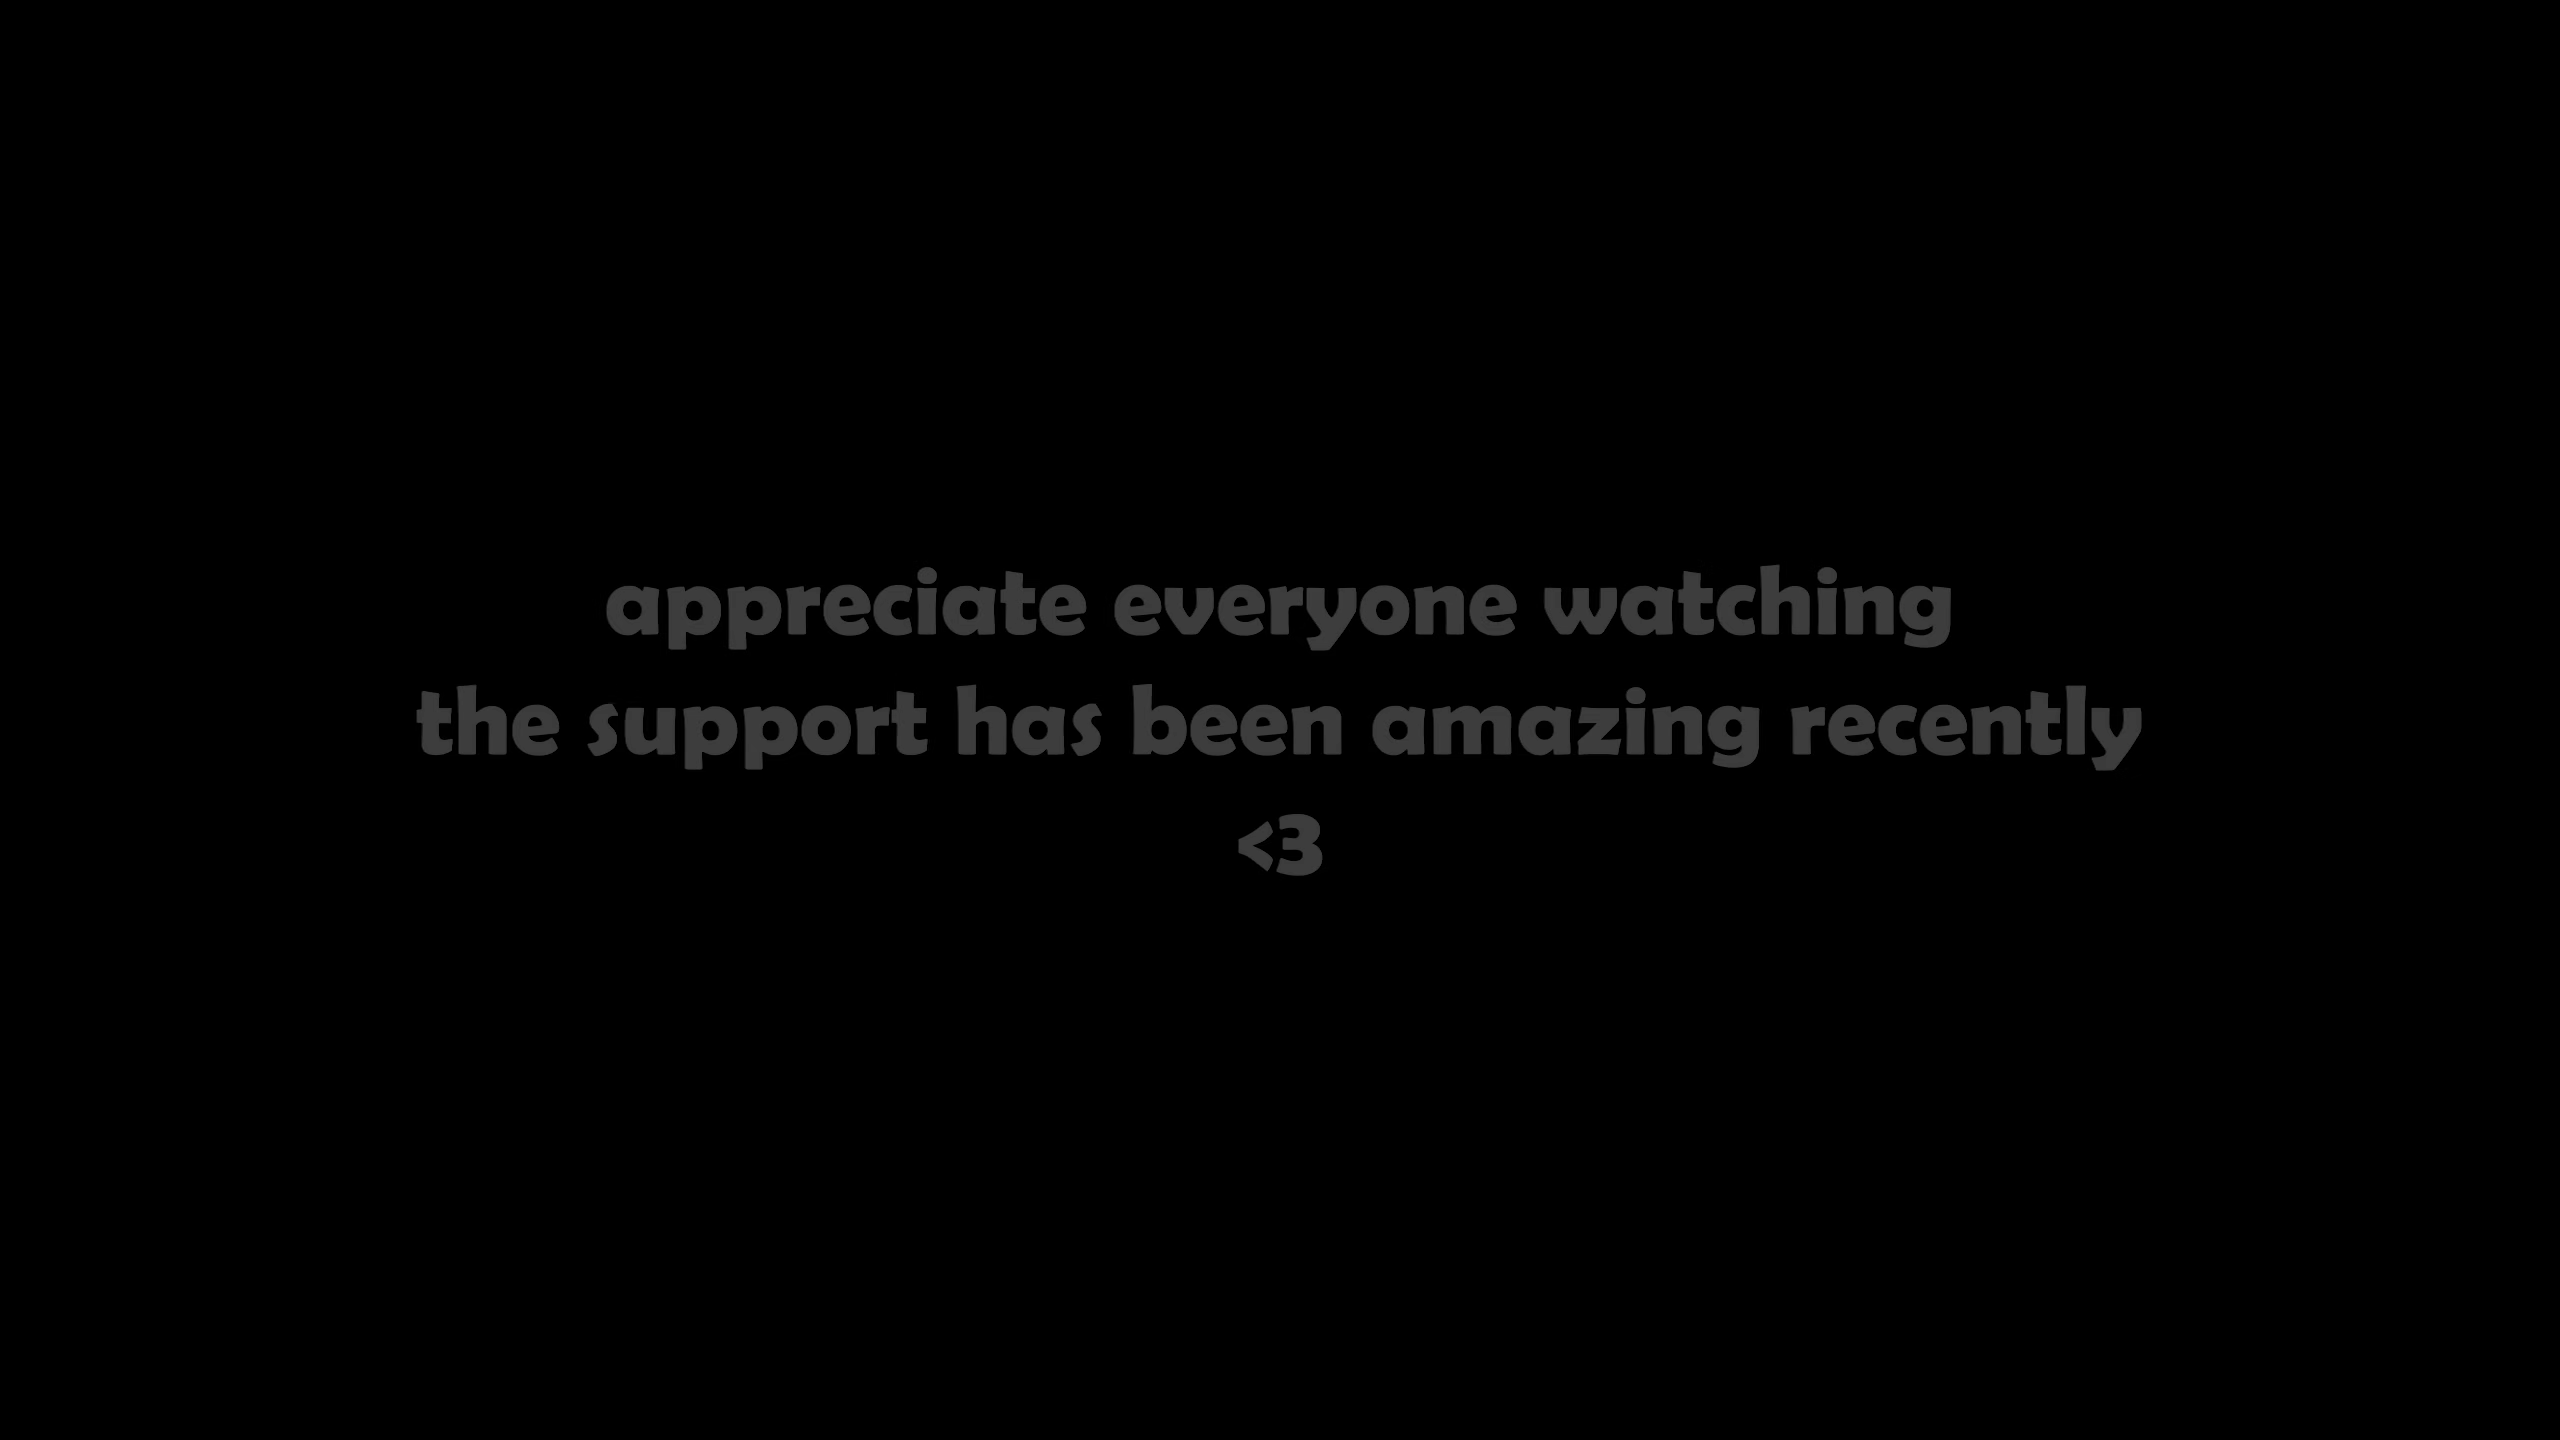 appreciate everyone watching
the support has been amazing recently
<3